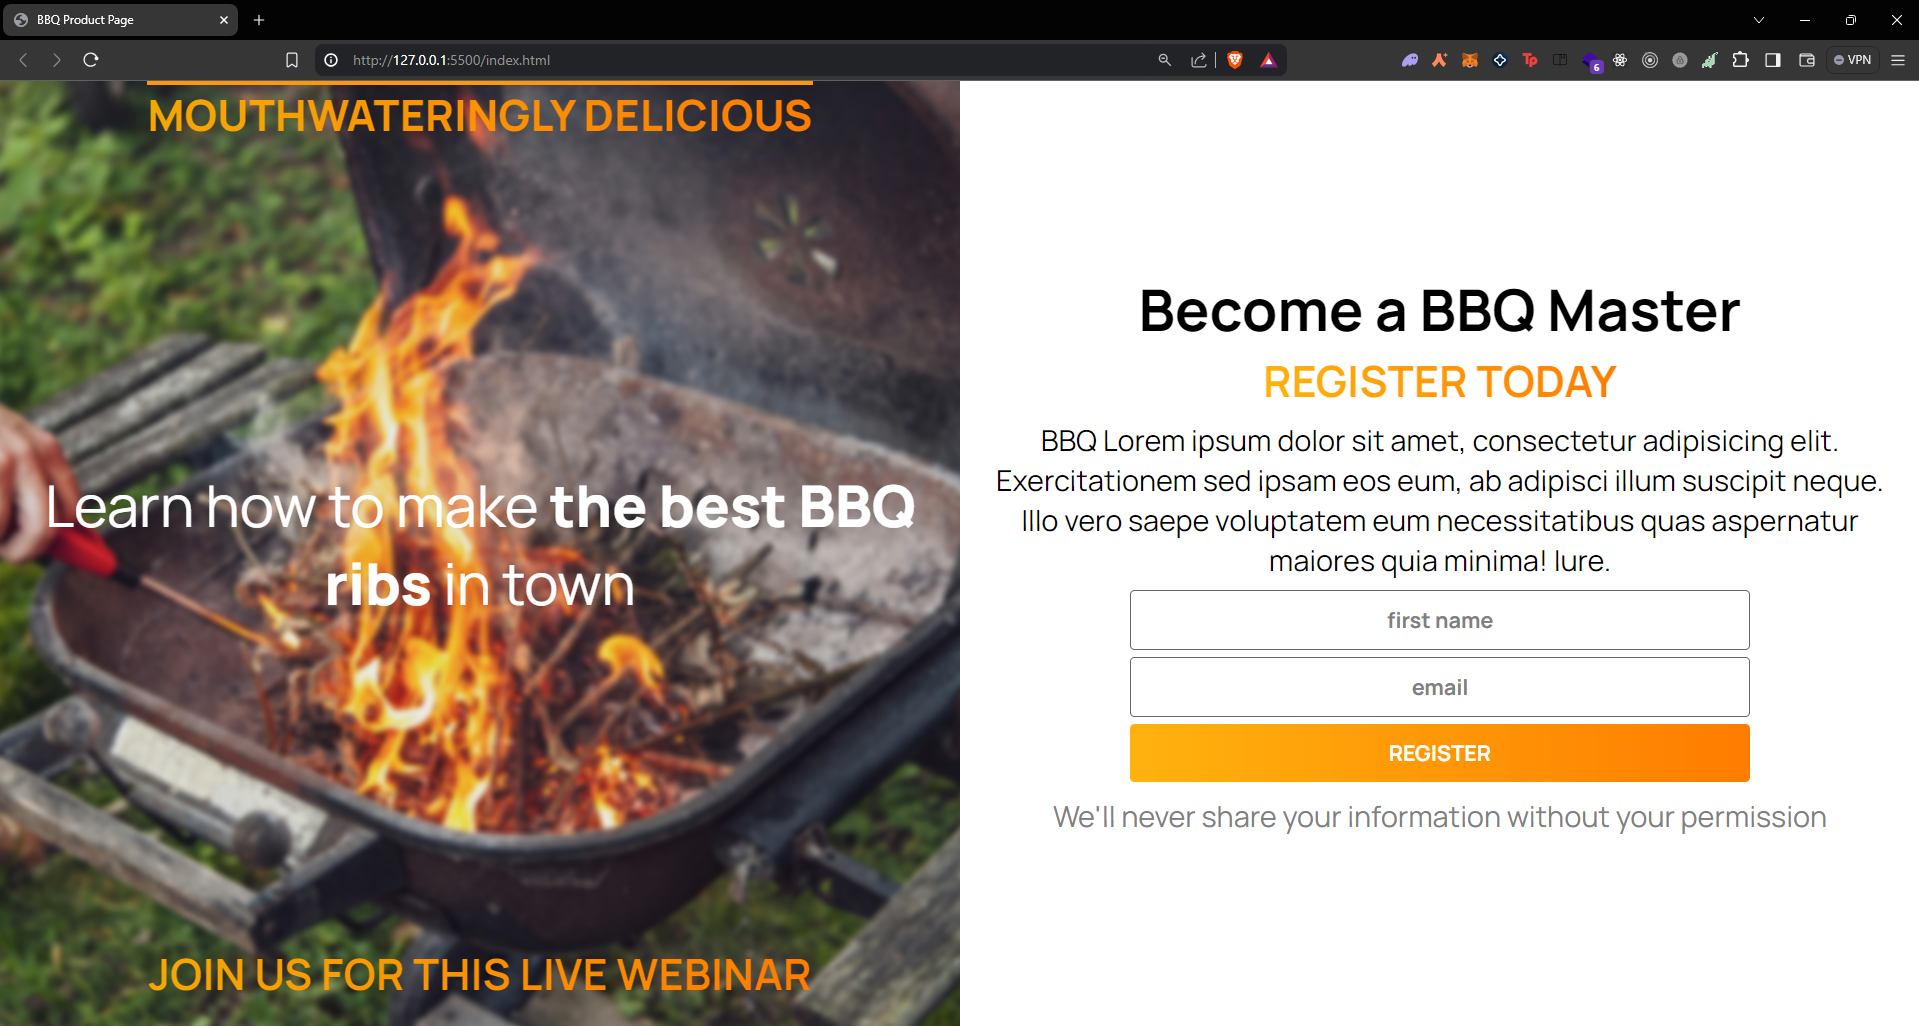 BBQ Product Page
http://127.0.0.1:5500/index.html
Tp
6
VPN
MOUTHWATERINGLY DELICIOUS
Learn how to make the best BBQ
ribs in town
JOIN US FOR THIS LIVE WEBINAR
Become a BBQ Master
REGISTER TODAY
BBQ Lorem ipsum dolor sit amet, consectetur adipisicing elit.
Exercitationem sed ipsam eos eum, ab adipisci illum suscipit neque.
Illo vero saepe voluptatem eum necessitatibus quas aspernatur
maiores quia minima! Iure.
first name
email
REGISTER
We'll never share your information without your permission